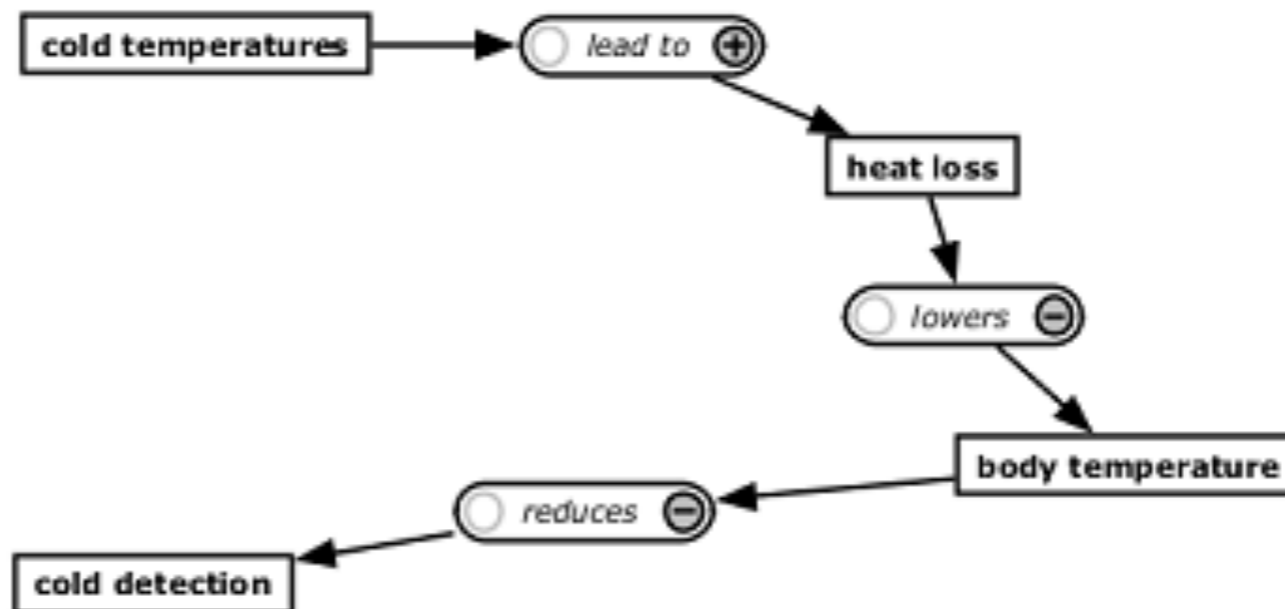 cold temperatures
lead to +
heat loss
lowers −
body temperature
reduces −
cold detection